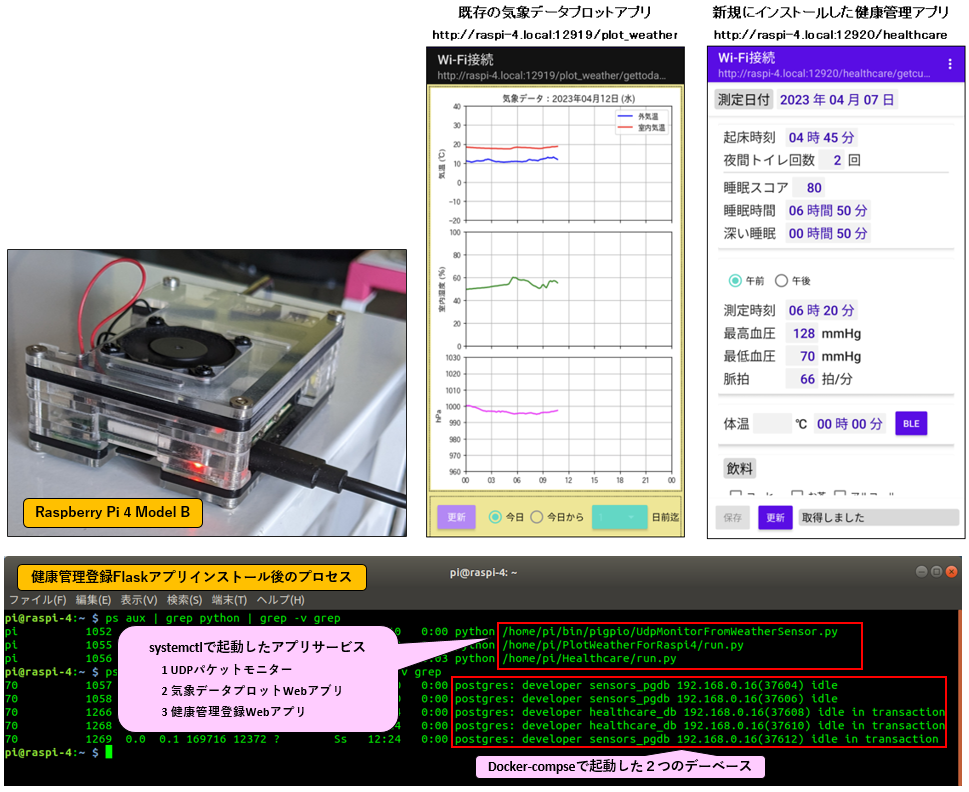 既存の気象データプロットアプリ
http://raspi-4.local:12919/plot_weather
Wi-Fi接続
http://raspi-4.local:12919/plot_weather/gettoda...
気象データ：2023年04月12日 (水)
外気温
室内気温
気温 (℃)
40
30
20
10
0
-10
-20
室内湿度 (%)
100
80
60
40
20
0
hPa
1030
1020
1010
1000
990
980
970
960
00 03 06 09 12 15 18 21 00
更新 今日 今日から 日前迄
新規にインストールした健康管理アプリ
http://raspi-4.local:12920/healthcare
Wi-Fi接続
http://raspi-4.local:12920/healthcare/getcu...
測定日付 2023 年 04 月 07 日
起床時刻 04 時 45 分
夜間トイレ回数 2 回
睡眠スコア 80
睡眠時間 06 時間 50 分
深い睡眠 00 時間 50 分
午前 午後
測定時刻 06 時 20 分
最高血圧 128 mmHg
最低血圧 70 mmHg
脈拍 66 拍/分
体温 ℃ 00 時 00 分 BLE
飲料
保存 更新 取得しました
Raspberry Pi 4 Model B
健康管理登録Flaskアプリインストール後のプロセス
pi@raspi-4: ~
ファイル(F) 編集(E) 表示(V) 検索(S) 端末(T) ヘルプ(H)
pi@raspi-4:~ $ ps aux | grep python | grep -v grep
pi 1052 0 0:00 python /home/pi/bin/pigpio/UdpMonitorFromWeatherSensor.py
pi 1055 0:00 python /home/pi/PlotWeatherForRaspi4/run.py
pi 1056 :03 python /home/pi/Healthcare/run.py
pi@raspi-4:~ $ ps v grep
70 1057 0:00 postgres: developer sensors_pgdb 192.168.0.16(37604) idle
70 1058 0:00 postgres: developer sensors_pgdb 192.168.0.16(37606) idle
70 1266 0:00 postgres: developer healthcare_db 192.168.0.16(37608) idle in transaction
70 1268 0:00 postgres: developer healthcare_db 192.168.0.16(37610) idle in transaction
70 1269 0.0 0.1 169716 12372 ? Ss 12:24 0:00 postgres: developer sensors_pgdb 192.168.0.16(37612) idle in transaction
pi@raspi-4:~ $
systemctlで起動したアプリサービス
1 UDPパケットモニター
2 気象データプロットWebアプリ
3 健康管理登録Webアプリ
Docker-compseで起動した２つのデーベース